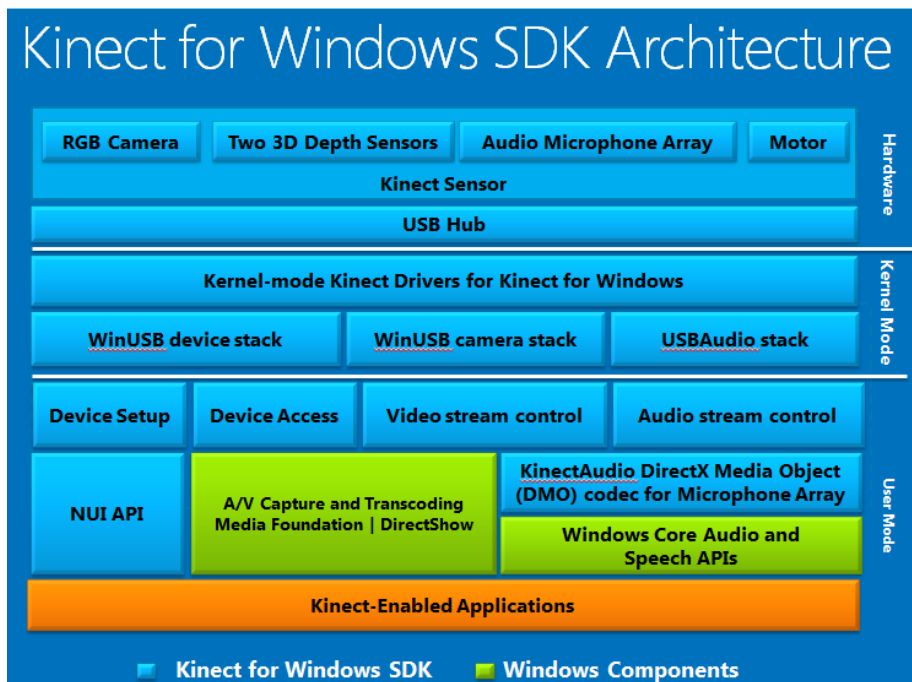 Kinect for Windows SDK Architecture
RGB Camera
Two 3D Depth Sensors
Audio Microphone Array
Motor
Kinect Sensor
USB Hub
Hardware
Kernel-mode Kinect Drivers for Kinect for Windows
WinUSB device stack
WinUSB camera stack
USBAudio stack
Kernel Mode
Device Setup
Device Access
Video stream control
Audio stream control
NUI API
A/V Capture and Transcoding
Media Foundation | DirectShow
KinectAudio DirectX Media Object
(DMO) codec for Microphone Array
Windows Core Audio and
Speech APIs
User Mode
Kinect-Enabled Applications
Kinect for Windows SDK
Windows Components